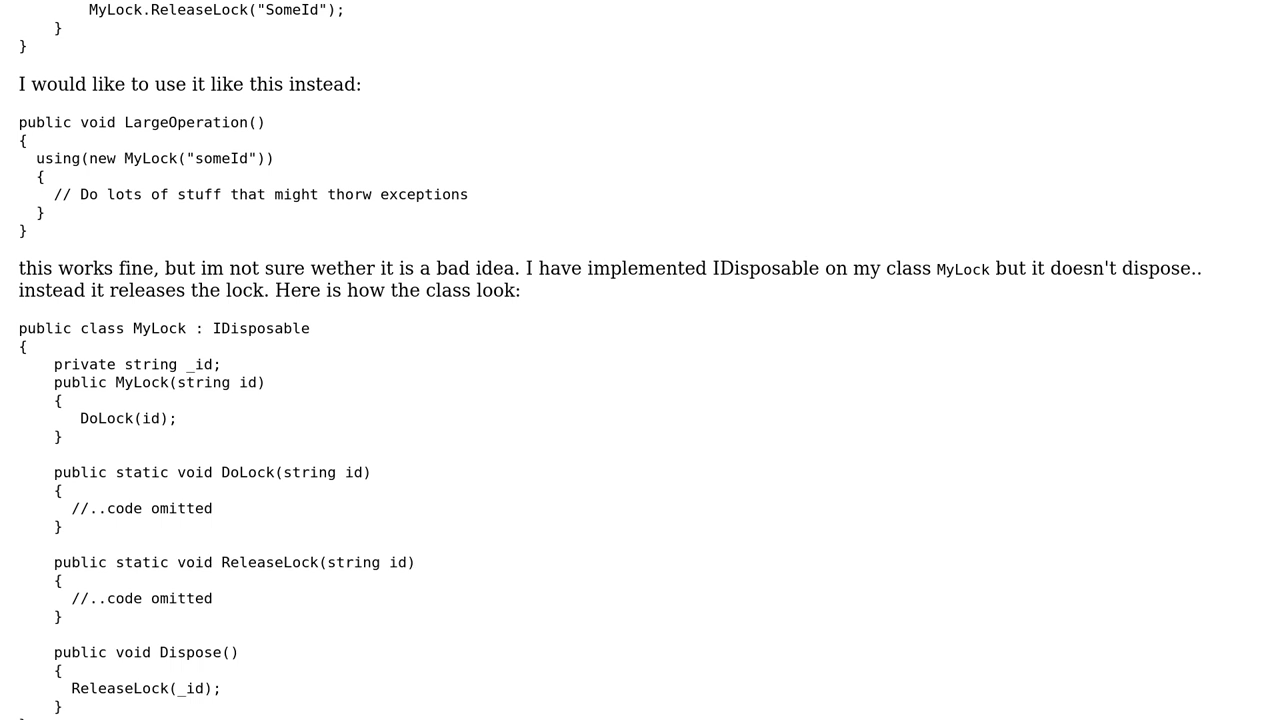 MyLock.ReleaseLock("SomeId");
    }
}
I would like to use it like this instead:
public void LargeOperation()
{
  using(new MyLock("someId"))
  {
    // Do lots of stuff that might thorw exceptions
  }
}
this works fine, but im not sure wether it is a bad idea. I have implemented IDisposable on my class MyLock but it doesn't dispose..
instead it releases the lock. Here is how the class look:
public class MyLock : IDisposable
{
    private string _id;
    public MyLock(string id)
    {
       DoLock(id);
    }

    public static void DoLock(string id)
    {
      //..code omitted
    }

    public static void ReleaseLock(string id)
    {
      //..code omitted
    }

    public void Dispose()
    {
      ReleaseLock(_id);
    }